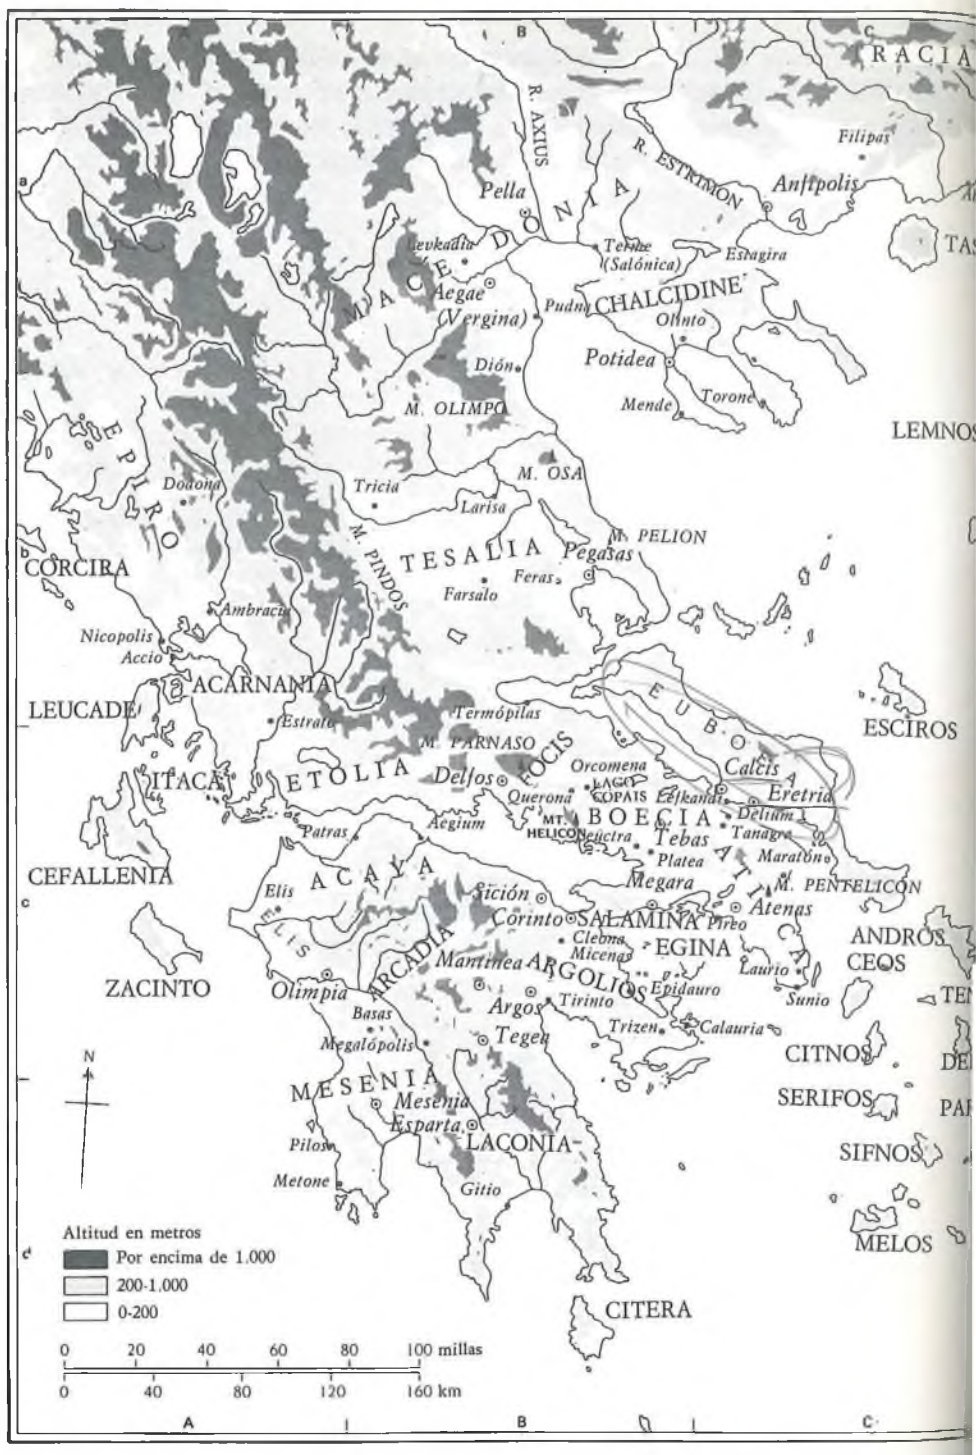 B
C
RACIA
R. AXIUS
Filipas
R. ESTRIMON
a
Pella
Anfipolis
MACEDONIA
Levkadia
Terme
(Salónica)
Estagira
TAS
Aegae
(Vergina)
Pudna
CHALCIDINE
Olinto
Dión
Potidea
M. OLIMPO
Mende
Torone
LEMNOS
EPIRO
M. OSA
Dodona
Tricia
Larisa
M. PINDOS
TESALIA
M. PELION
b
CORCIRA
Pegasas
Feras
Farsalo
Ambracia
Nicopolis
Accio
ACARNANIA
EUBOEA
LEUCADE
Estrato
Termópilas
ESCIROS
M. PARNASO
FOCIS
ITACA
ETOLIA
Delfos
Orcomena
Calcis
LAGO
COPAIS
Querona
Lefkandi
Eretria
BOECIA
Delium
MT.
HELICON
Patras
Aegium
Leuctra
Tebas
Tanagra
Platea
Maratón
ATICA
CEFALLENIA
ACAYA
Megara
M. PENTELICON
Elis
Sición
c
ELIS
Corinto
SALAMINA
Pireo
Atenas
ARCADIA
Cleona
Micenas
EGINA
ANDROS
CEOS
Mantinea
ARGOLIOS
Laurio
ZACINTO
Olimpia
Argos
Tirinto
Epidauro
Sunio
TEN
Basas
Trizen
Calauria
Megalópolis
Tegea
CITNOS
DE
N
MESENIA
Mesenia
SERIFOS
PAR
Esparta
LACONIA
Pilos
SIFNOS
Metone
Gitio
MELOS
Altitud en metros
d
Por encima de 1.000
200-1.000
0-200
CITERA
0 20 40 60 80 100 millas
0 40 80 120 160 km
A
B
C